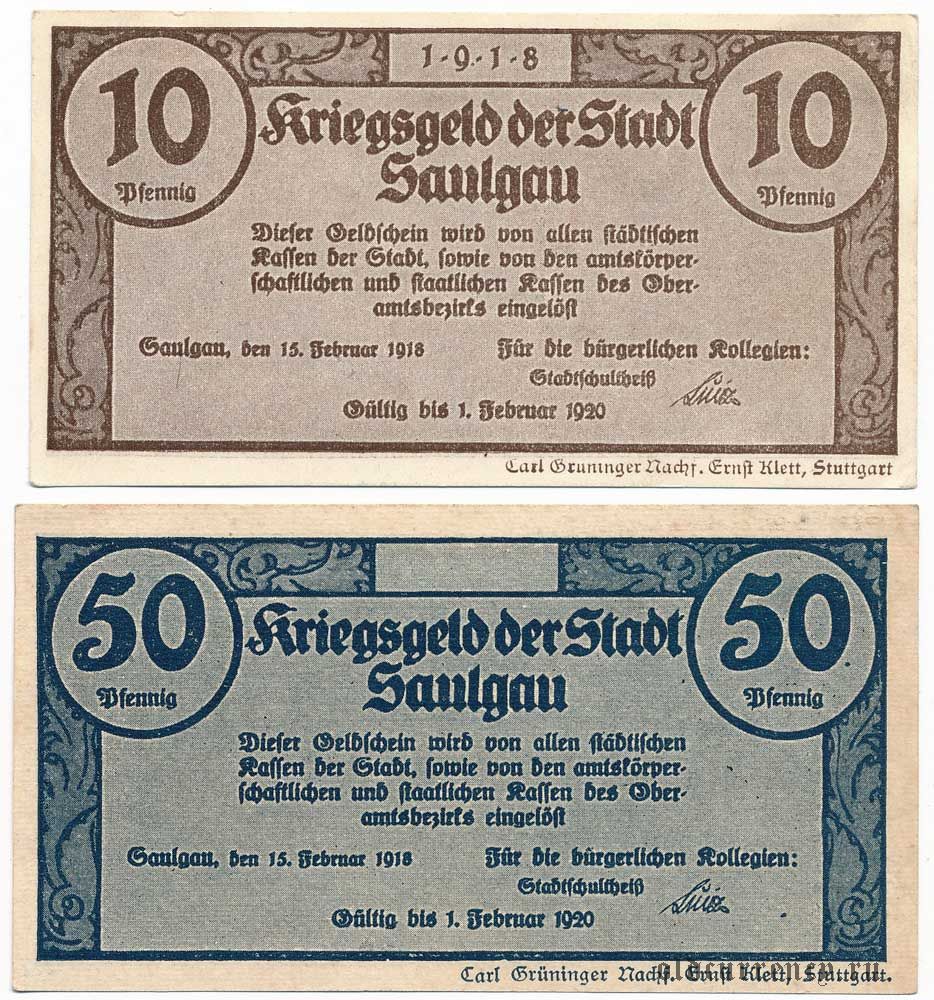 1·9·1·8
10 10
Pfennig Pfennig
Kriegsgeld der Stadt
Saulgau
Dieser Geldschein wird von allen städtischen
Kassen der Stadt, sowie von den amtskörper-
schaftlichen und staatlichen Kassen des Ober-
amtsbezirks eingelöst
Saulgau, den 15. Februar 1918 Für die bürgerlichen Kollegien:
Stadtschultheiß
Gültig bis 1. Februar 1920
Carl Grüninger Nachf. Ernst Klett, Stuttgart
50 50
Pfennig Pfennig
Kriegsgeld der Stadt
Saulgau
Dieser Geldschein wird von allen städtischen
Kassen der Stadt, sowie von den amtskörper-
schaftlichen und staatlichen Kassen des Ober-
amtsbezirks eingelöst
Saulgau, den 15. Februar 1918 Für die bürgerlichen Kollegien:
Stadtschultheiß
Gültig bis 1. Februar 1920
Carl Grüninger Nachf. Ernst Klett, Stuttgart.
oldcurrency.ru